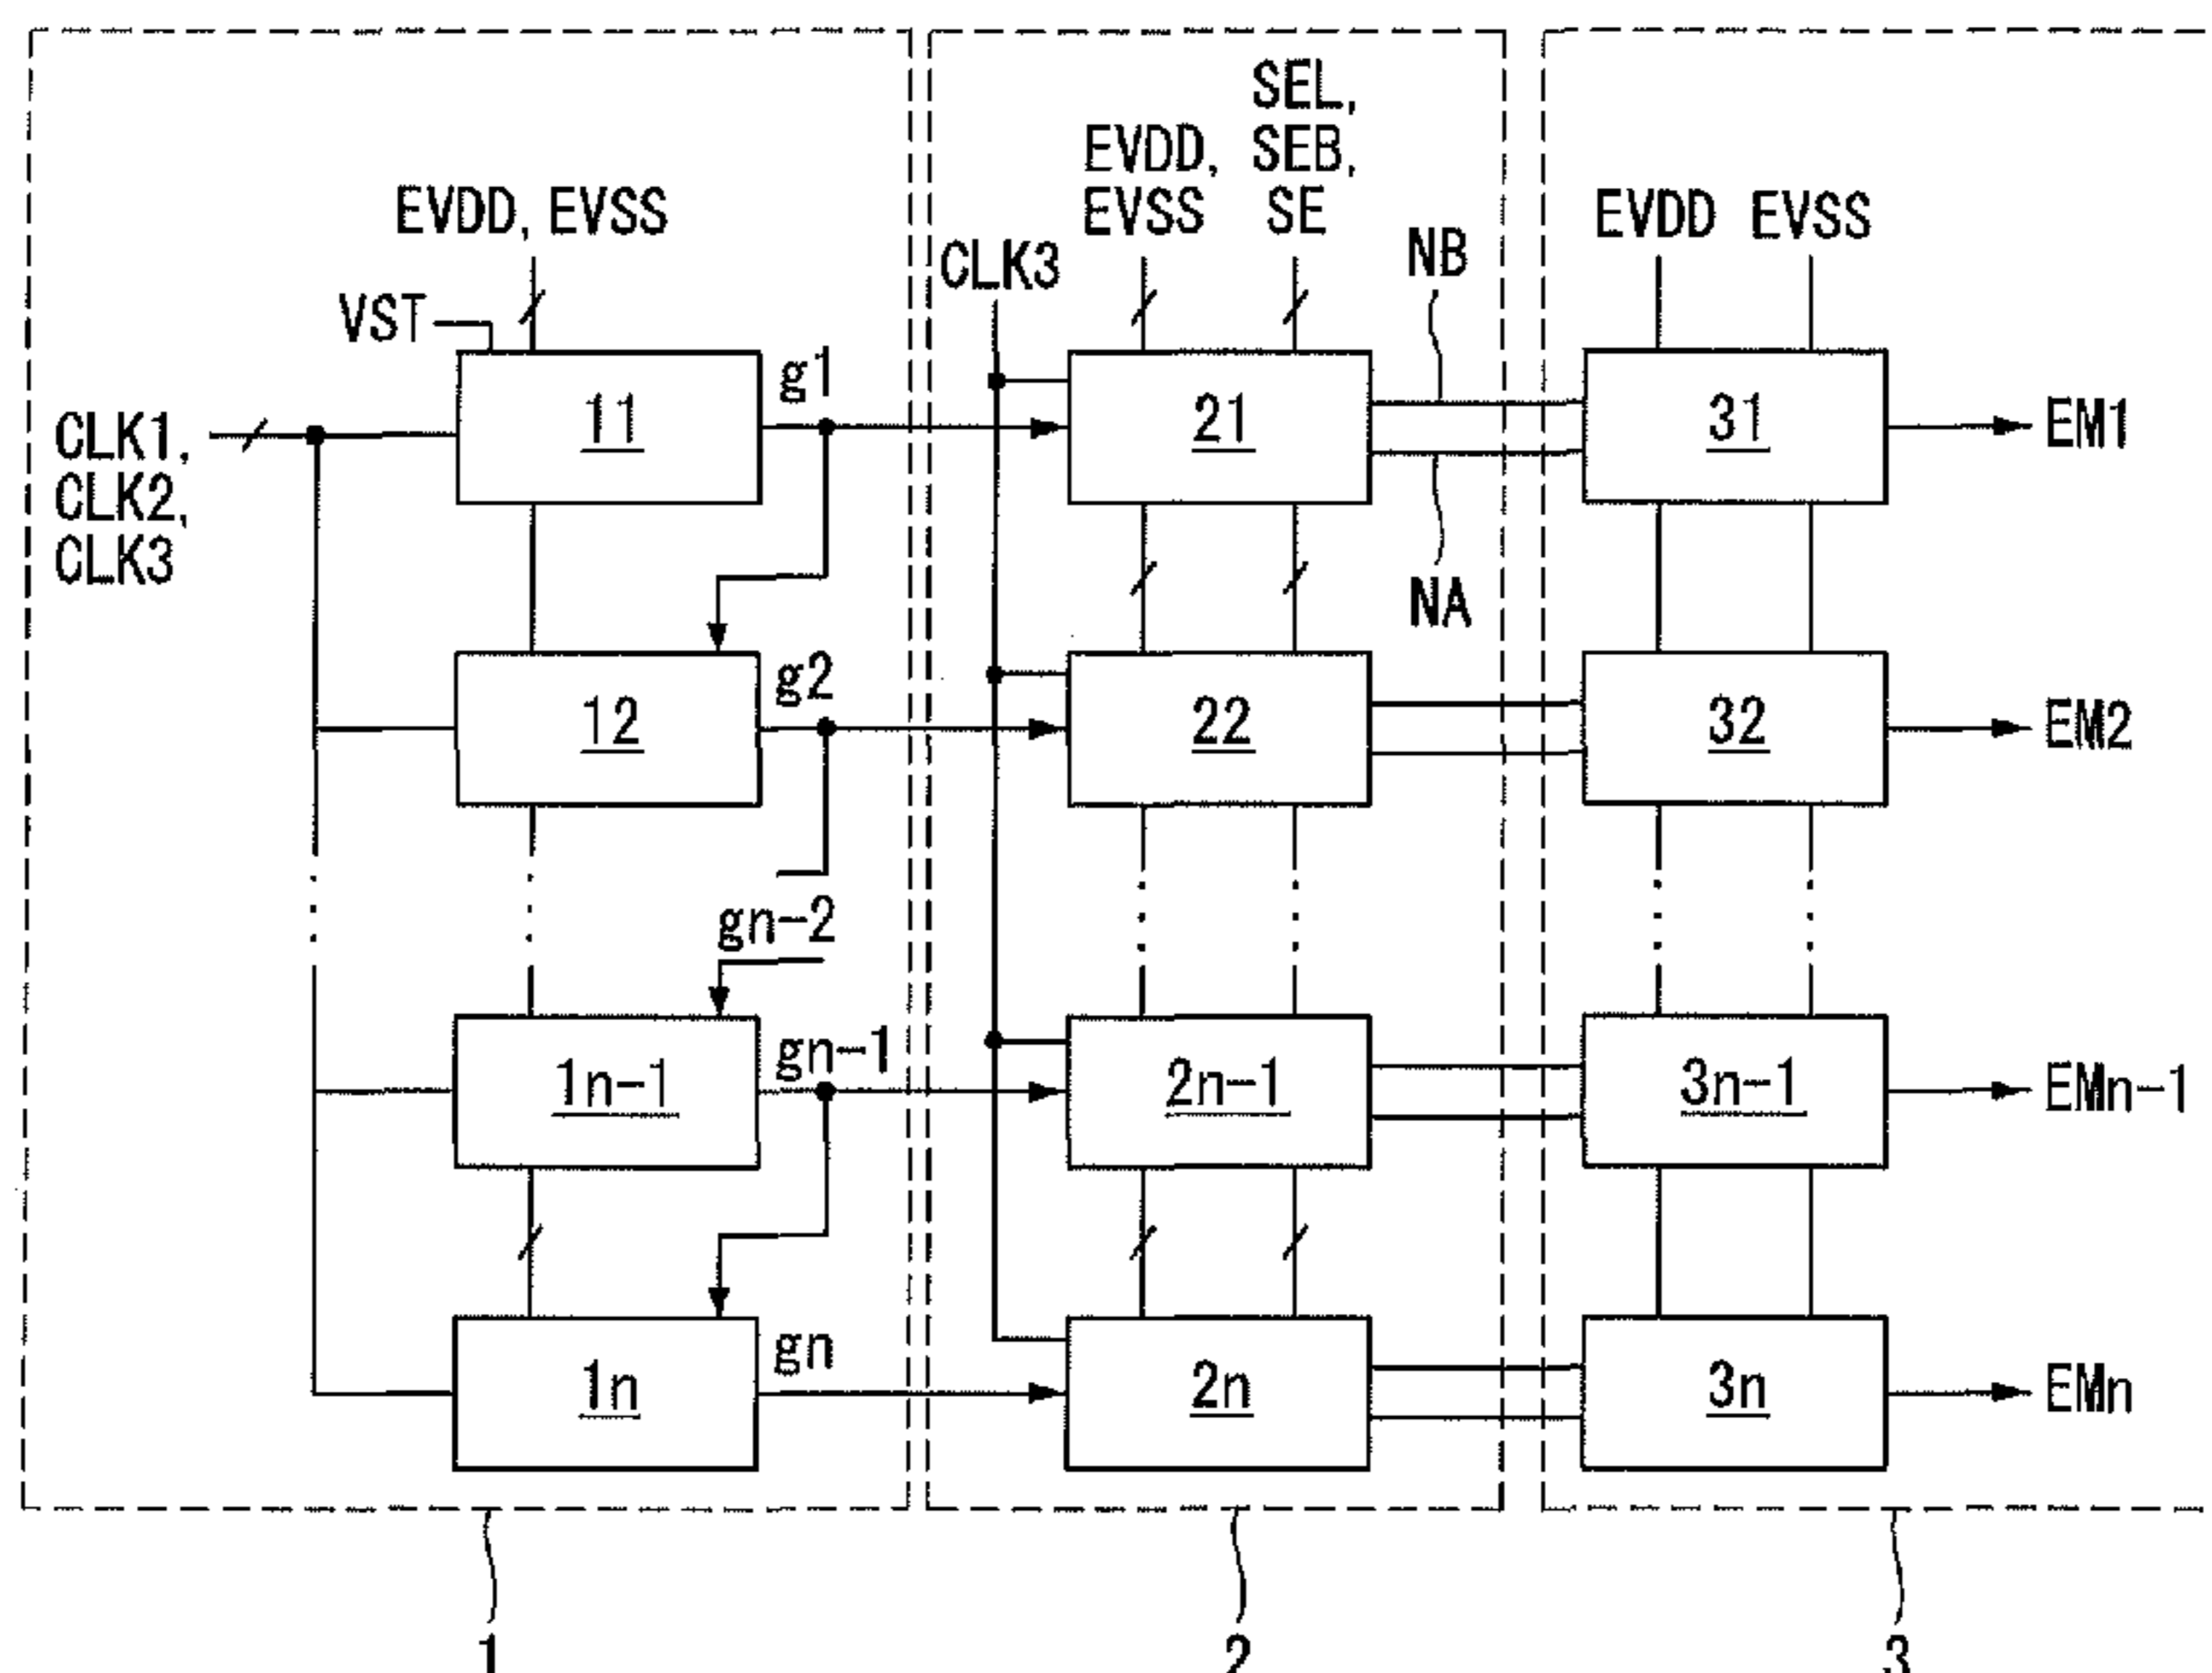 SEL,
EVDD, SEB,
EVSS SE
EVDD, EVSS
EVDD EVSS
CLK3
NB
VST
g1
11
21
31
EM1
CLK1,
CLK2,
CLK3
NA
g2
12
22
32
EM2
gn-2
gn-1
1n-1
2n-1
3n-1
EMn-1
gn
1n
2n
3n
EMn
1
2
3